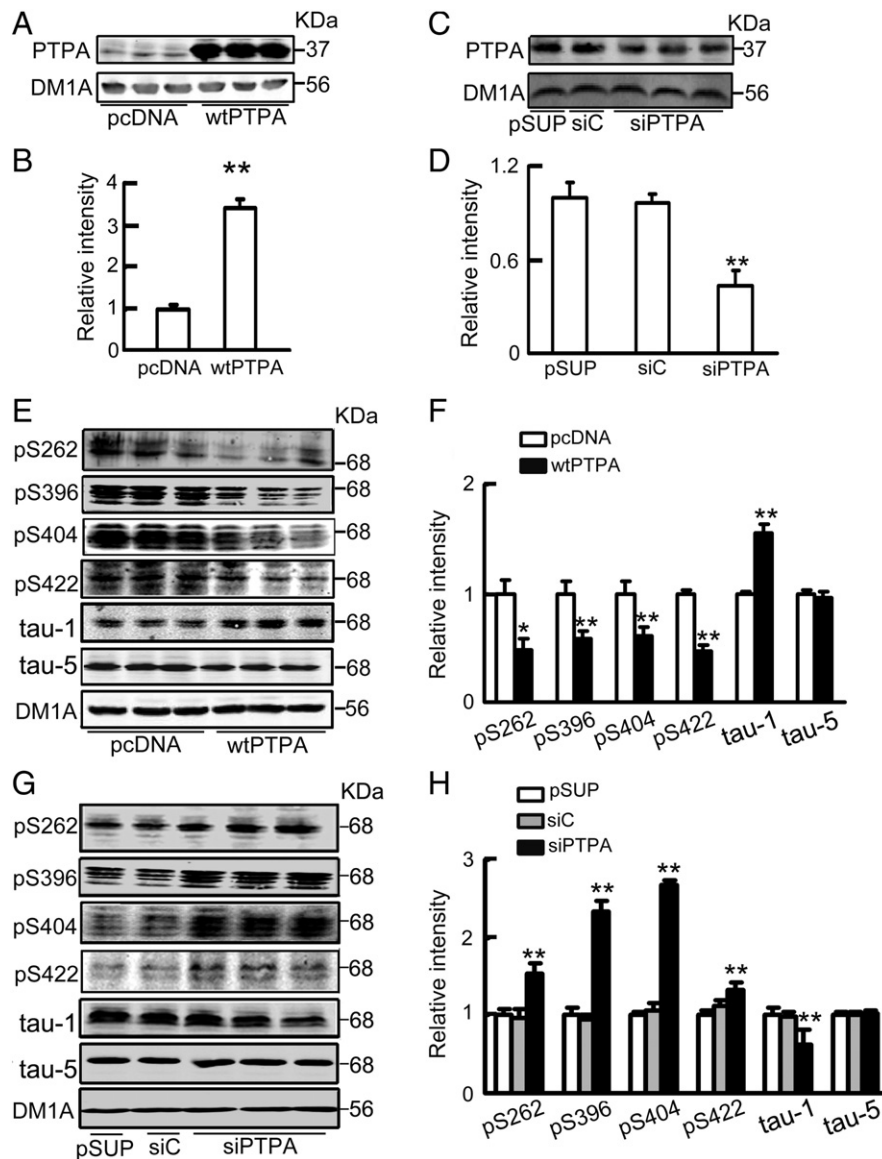 A
KDa
PTPA
-37
DM1A
-56
pcDNA wtPTPA
C
KDa
PTPA
-37
DM1A
56
pSUP siC siPTPA
B
Relative intensity
4
3
2
1
0
**
pcDNA wtPTPA
D
Relative intensity
1.2
0.6
0
**
pSUP siC siPTPA
E
KDa
pS262
-68
pS396
-68
pS404
-68
pS422
-68
tau-1
tau-5
-68
DM1A
-56
pcDNA wtPTPA
F
pcDNA
wtPTPA
Relative intensity
2
1
0
* ** ** ** **
pS262 pS396 pS404 pS422 tau-1 tau-5
G
KDa
pS262
-68
pS396
-68
pS404
-68
pS422
-68
tau-1
tau-5
-68
DM1A
-56
pSUP siC siPTPA
H
pSUP
siC
siPTPA
Relative intensity
3
2
1
0
** ** ** ** **
pS262 pS396 pS404 pS422 tau-1 tau-5